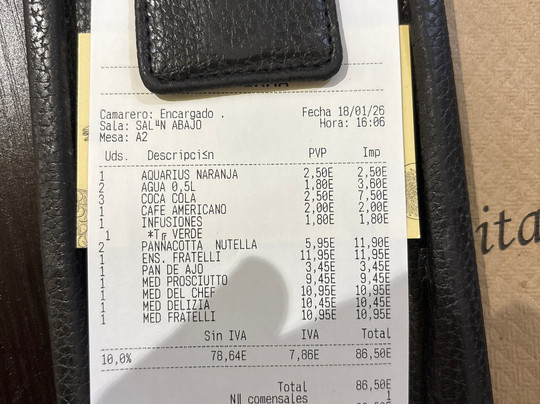 Camarero: Encargado .
Fecha 18/01/26
Sala: SALªN ABAJO
Hora: 16:06
Mesa: A2
Uds. Descripci≤n PVP Imp
1 AQUARIUS NARANJA 2,50E 2,50E
2 AGUA 0,5L 1,80E 3,60E
3 COCA COLA 2,50E 7,50E
1 CAFE AMERICANO 2,00E 2,00E
1 INFUSIONES 1,80E 1,80E
1 VERDE
2 PANNACOTTA NUTELLA 5,95E 11,90E
1 ENS. FRATELLI 11,95E 11,95E
1 PAN DE AJO 3,45E 3,45E
1 MED PROSCIUTTO 9,45E 9,45E
1 MED DEL CHEF 10,95E 10,95E
1 MED DELIZIA 10,45E 10,45E
1 MED FRATELLI 10,95E 10,95E
Sin IVA IVA Total
10,0% 78,64E 7,86E 86,50E
Total 86,50E
comensales 1
ita